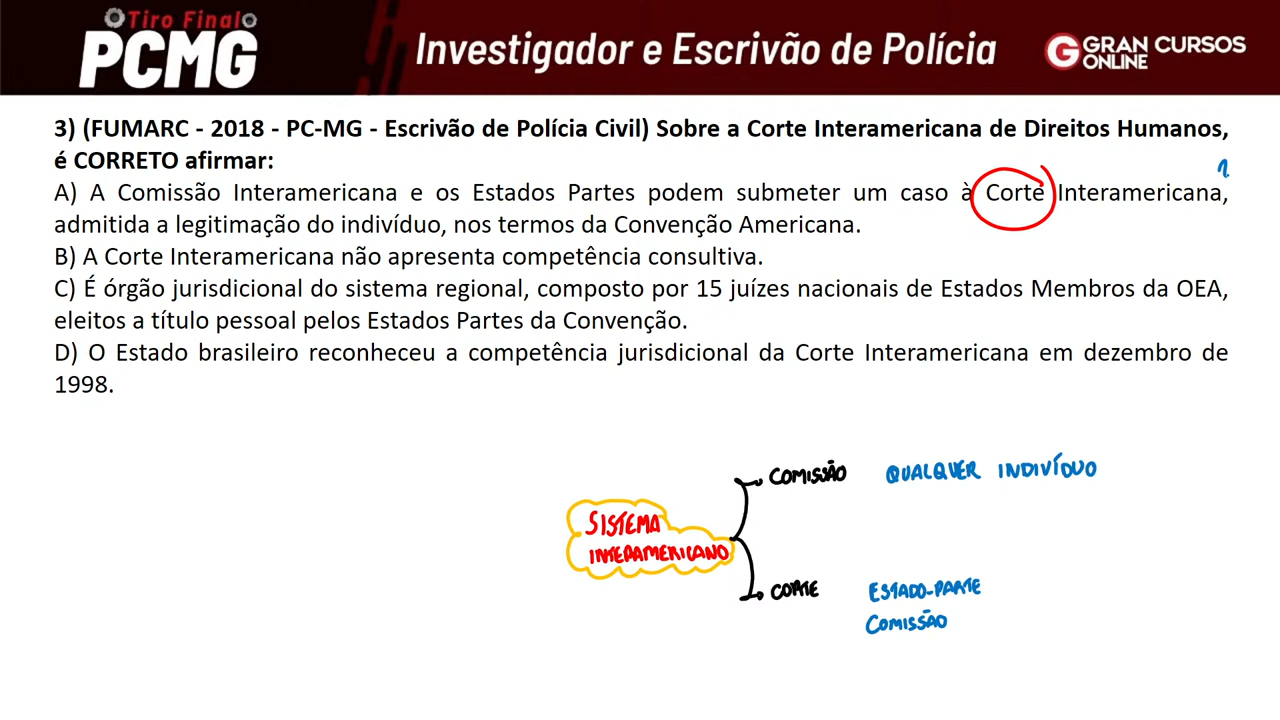 Tiro Final
PCMG
Investigador e Escrivão de Polícia
G GRAN CURSOS
ONLINE
3) (FUMARC - 2018 - PC-MG - Escrivão de Polícia Civil) Sobre a Corte Interamericana de Direitos Humanos,
é CORRETO afirmar:
A) A Comissão Interamericana e os Estados Partes podem submeter um caso à Corte Interamericana,
admitida a legitimação do indivíduo, nos termos da Convenção Americana.
B) A Corte Interamericana não apresenta competência consultiva.
C) É órgão jurisdicional do sistema regional, composto por 15 juízes nacionais de Estados Membros da OEA,
eleitos a título pessoal pelos Estados Partes da Convenção.
D) O Estado brasileiro reconheceu a competência jurisdicional da Corte Interamericana em dezembro de
1998.
COMISSÃO QUALQUER INDIVÍDUO
SISTEMA
INTERAMERICANO
CORTE ESTADO-PARTE
COMISSÃO